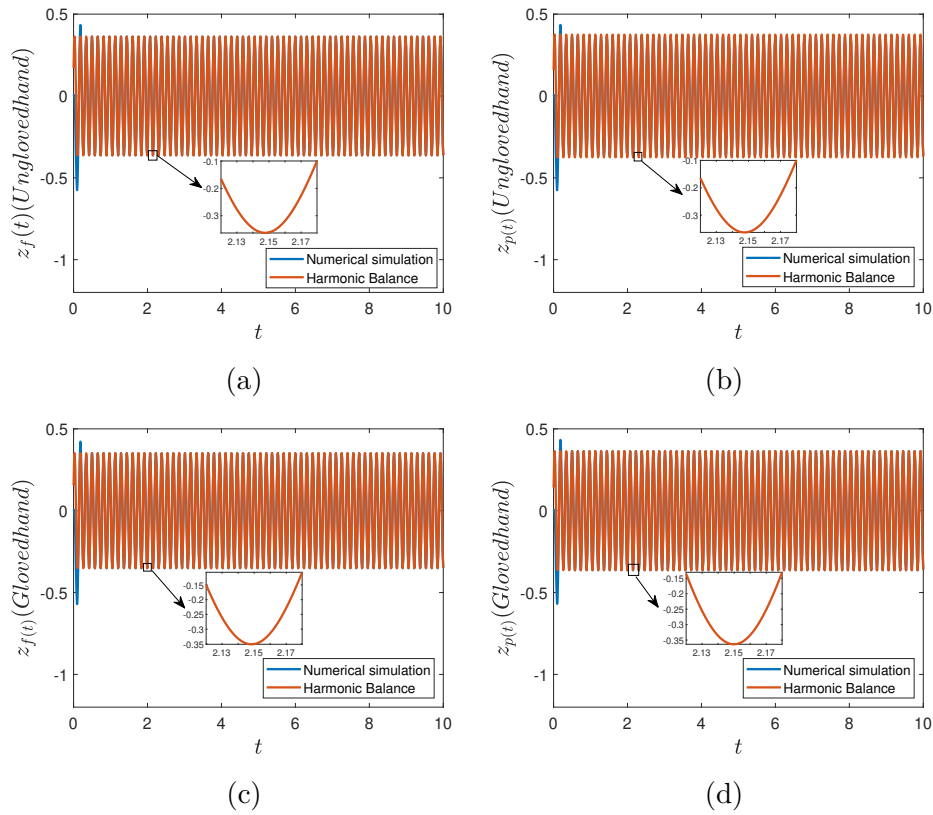 0.5
0
-0.5
-1
0 2 4 6 8 10
z_f(t)(Unglovedhand)
t
-0.1
-0.2
-0.3
2.13 2.15 2.17
Numerical simulation
Harmonic Balance
(a)
0.5
0
-0.5
-1
0 2 4 6 8 10
z_{p(t)}(Unglovedhand)
t
-0.1
-0.2
-0.3
2.13 2.15 2.17
Numerical simulation
Harmonic Balance
(b)
0.5
0
-0.5
-1
0 2 4 6 8 10
z_{f(t)}(Glovedhand)
t
-0.15
-0.2
-0.25
-0.3
-0.35
2.13 2.15 2.17
Numerical simulation
Harmonic Balance
(c)
0.5
0
-0.5
-1
0 2 4 6 8 10
z_{p(t)}(Glovedhand)
t
-0.15
-0.2
-0.25
-0.3
-0.35
2.13 2.15 2.17
Numerical simulation
Harmonic Balance
(d)